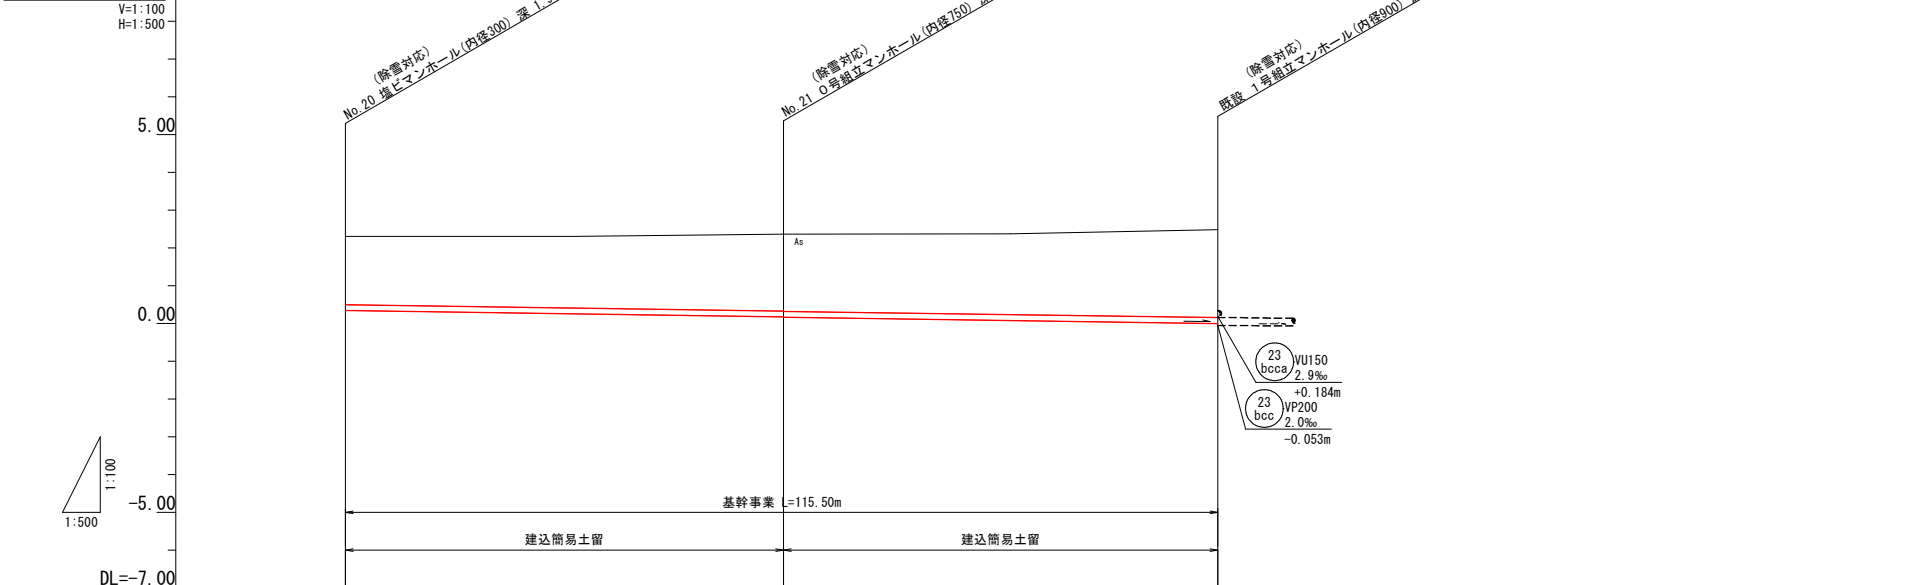 V=1:100
H=1:500
(除雪対応)
No.20 塩ビマンホール(内径300) 深 1.
(除雪対応)
No.21 0号組立マンホール(内径750)
(除雪対応)
既設 1号組立マンホール(内径900)
5.00
As
0.00
23
bcca
VU150
2.9‰
+0.184m
23
bcc
VP200
2.0‰
-0.053m
1:100
1:500
-5.00
基幹事業 L=115.50m
建込簡易土留
建込簡易土留
DL=-7.00